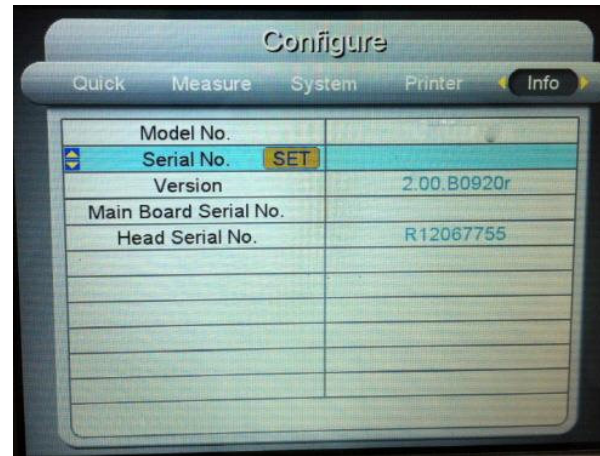 Configure
Quick Measure System Printer Info
Model No.
Serial No. SET
Version 2.00.B0920r
Main Board Serial No.
Head Serial No. R12067755